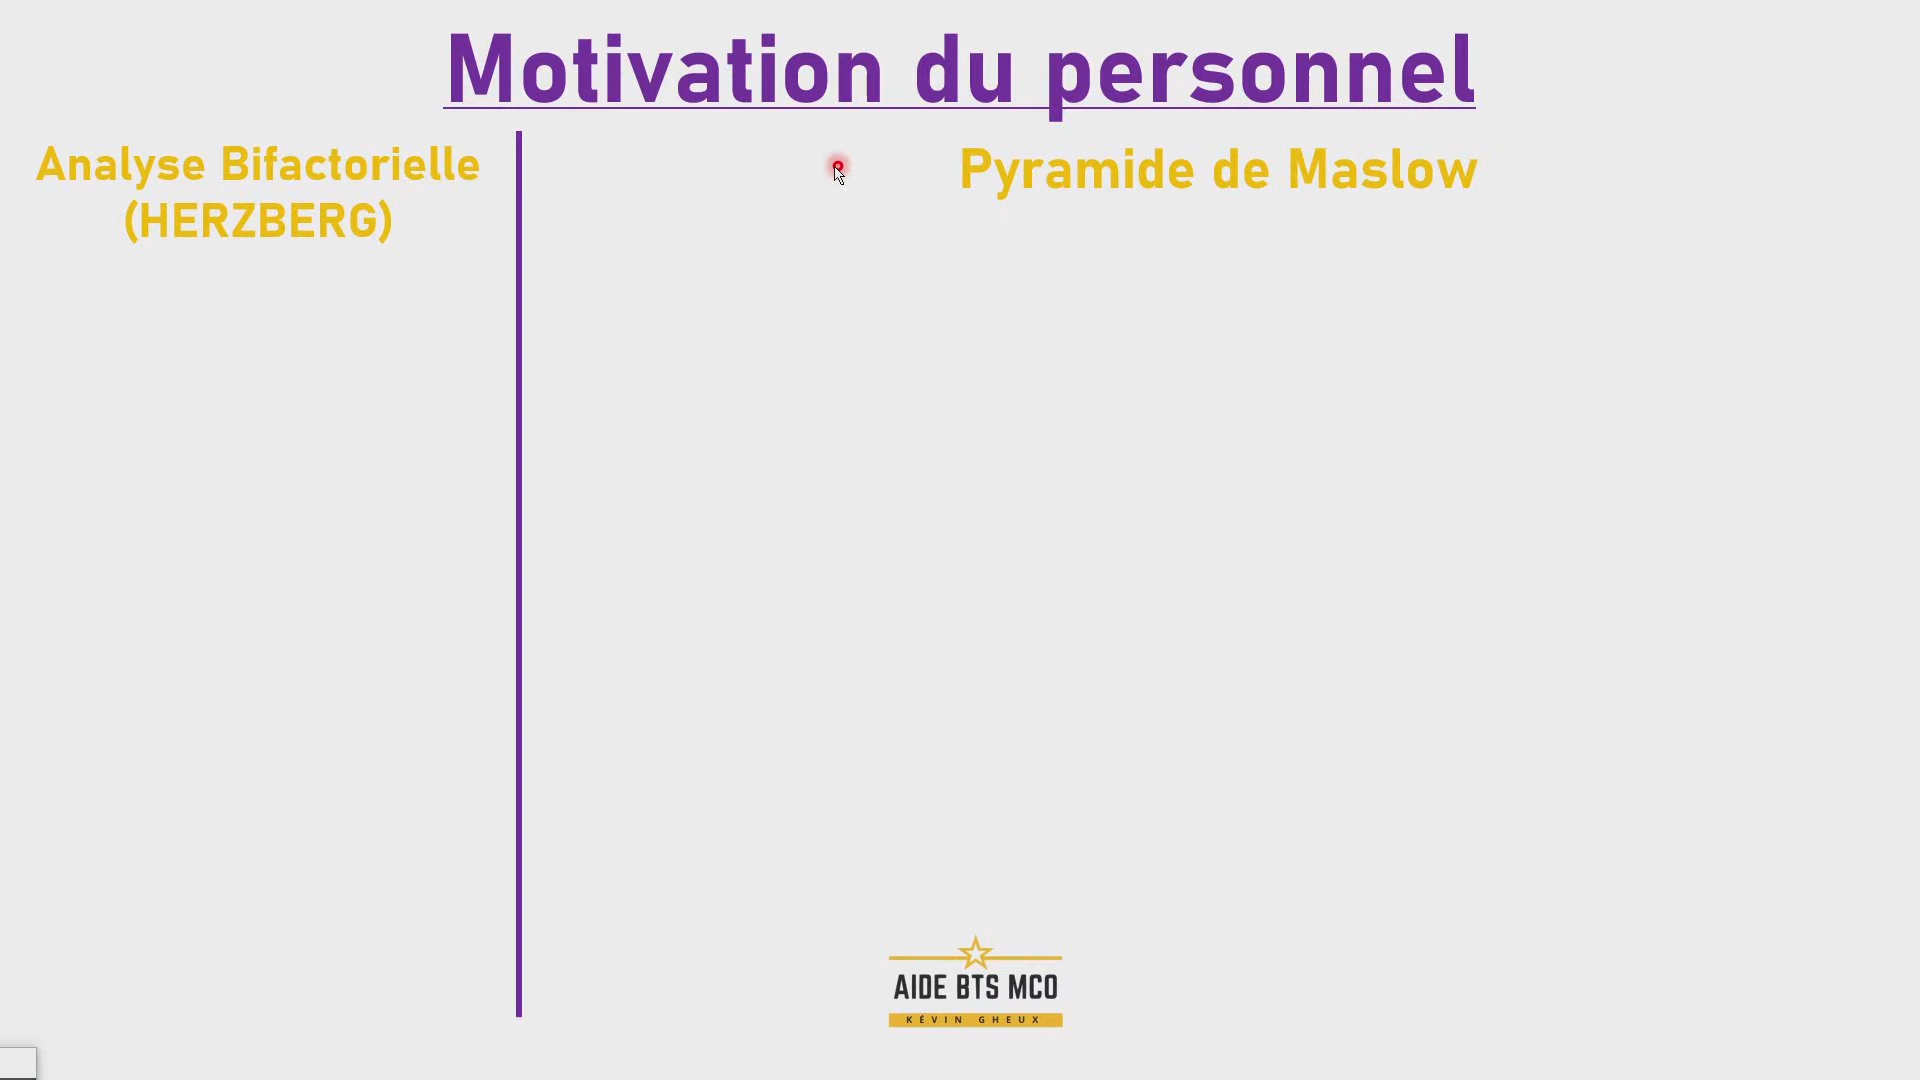 Motivation du personnel
Analyse Bifactorielle
(HERZBERG)
Pyramide de Maslow
AIDE BTS MCO
KÉVIN GHEUX